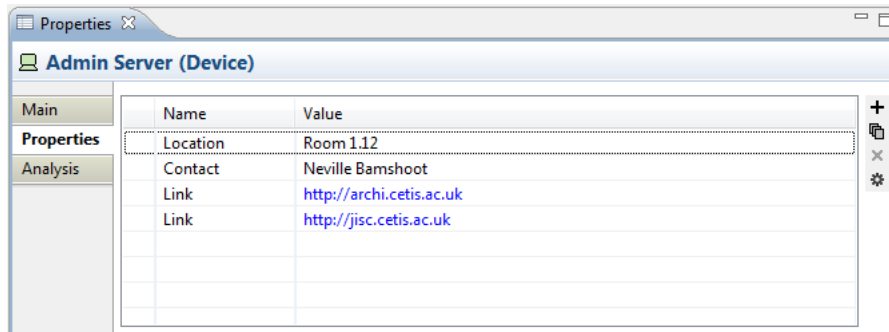 Properties
Admin Server (Device)
Main
Properties
Analysis
Name Value
Location Room 1.12
Contact Neville Bamshoot
Link http://archi.cetis.ac.uk
Link http://jisc.cetis.ac.uk